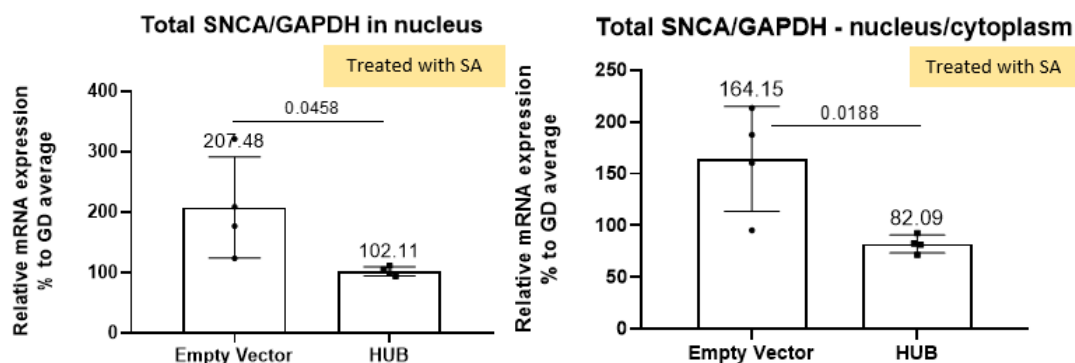 Total SNCA/GAPDH in nucleus
Treated with SA
Relative mRNA expression
% to GD average
400
300
200
100
0
207.48
0.0458
102.11
Empty Vector
HUB
Total SNCA/GAPDH - nucleus/cytoplasm
Treated with SA
Relative mRNA expression
% to GD average
250
200
150
100
50
0
164.15
0.0188
82.09
Empty Vector
HUB